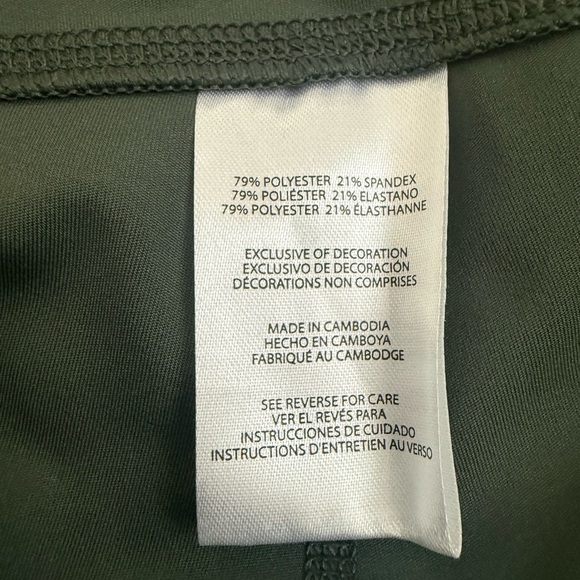 79% POLYESTER 21% SPANDEX
79% POLIÉSTER 21% ELASTANO
79% POLYESTER 21% ÉLASTHANNE
EXCLUSIVE OF DECORATION
EXCLUSIVO DE DECORACIÓN
DÉCORATIONS NON COMPRISES
MADE IN CAMBODIA
HECHO EN CAMBOYA
FABRIQUÉ AU CAMBODGE
SEE REVERSE FOR CARE
VER EL REVÉS PARA
INSTRUCCIONES DE CUIDADO
INSTRUCTIONS D'ENTRETIEN AU VERSO